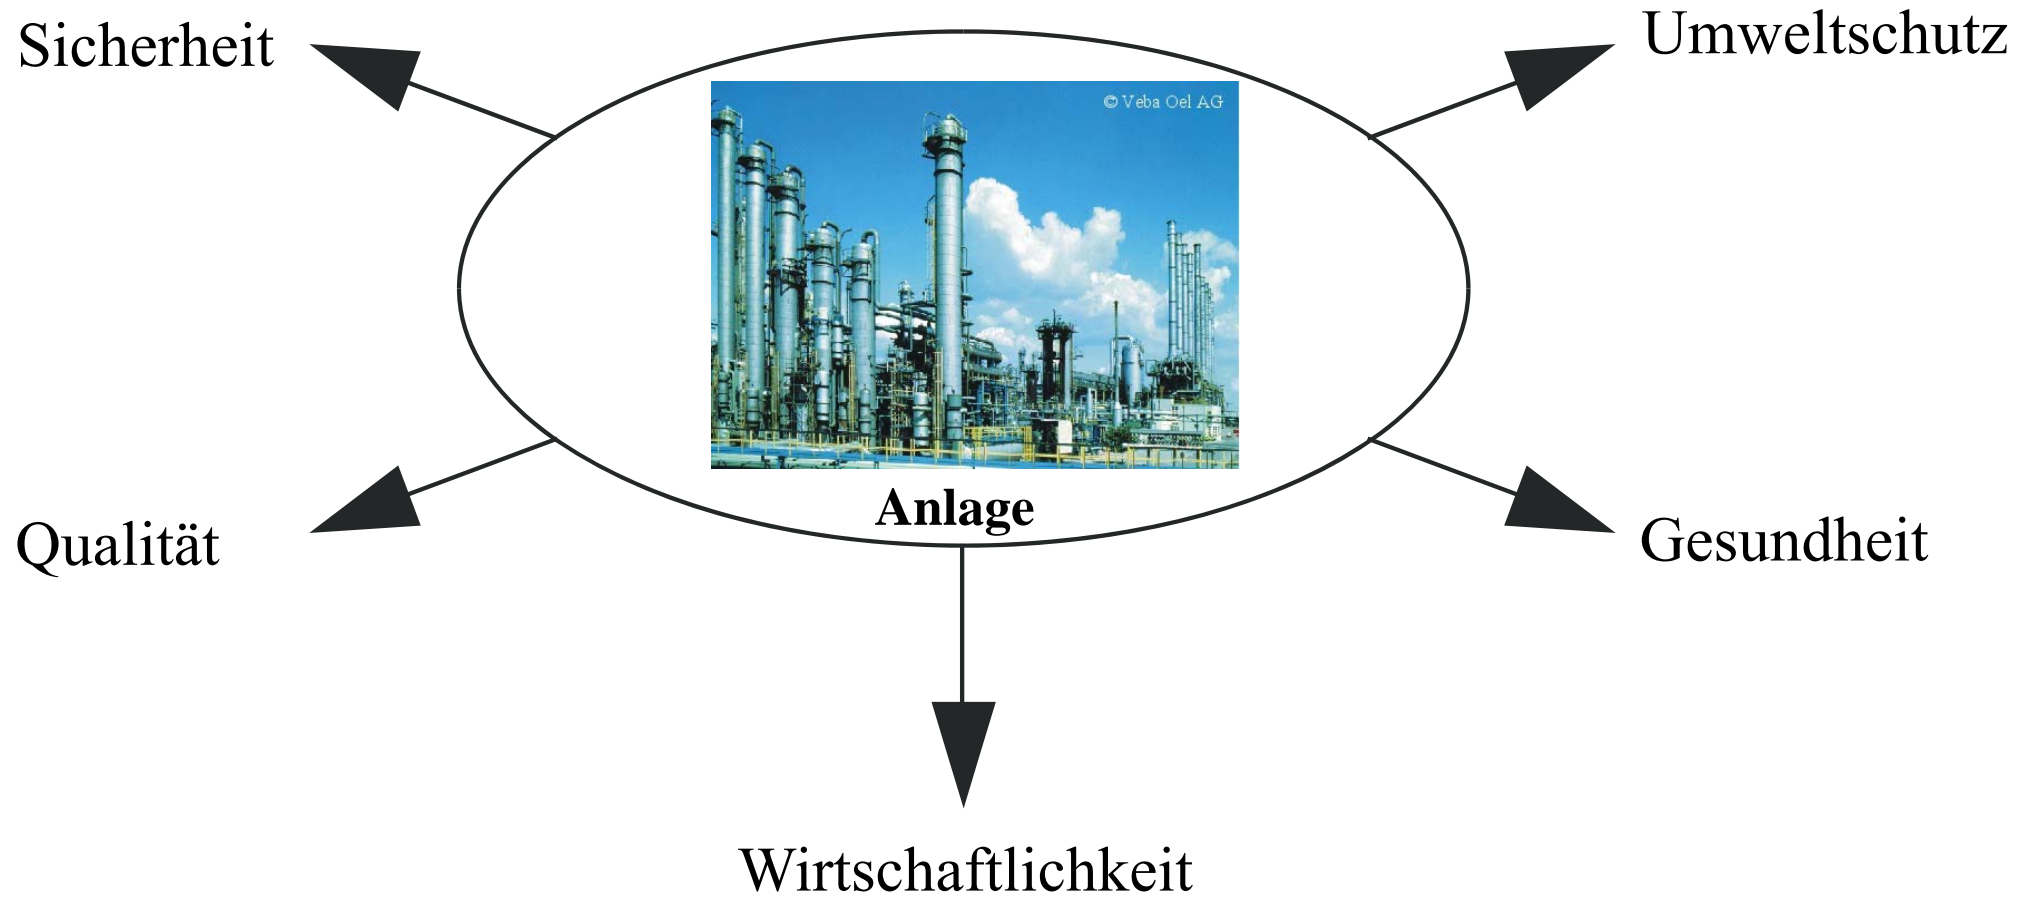 Sicherheit
Umweltschutz
© Veba Oel AG
Anlage
Qualität
Gesundheit
Wirtschaftlichkeit